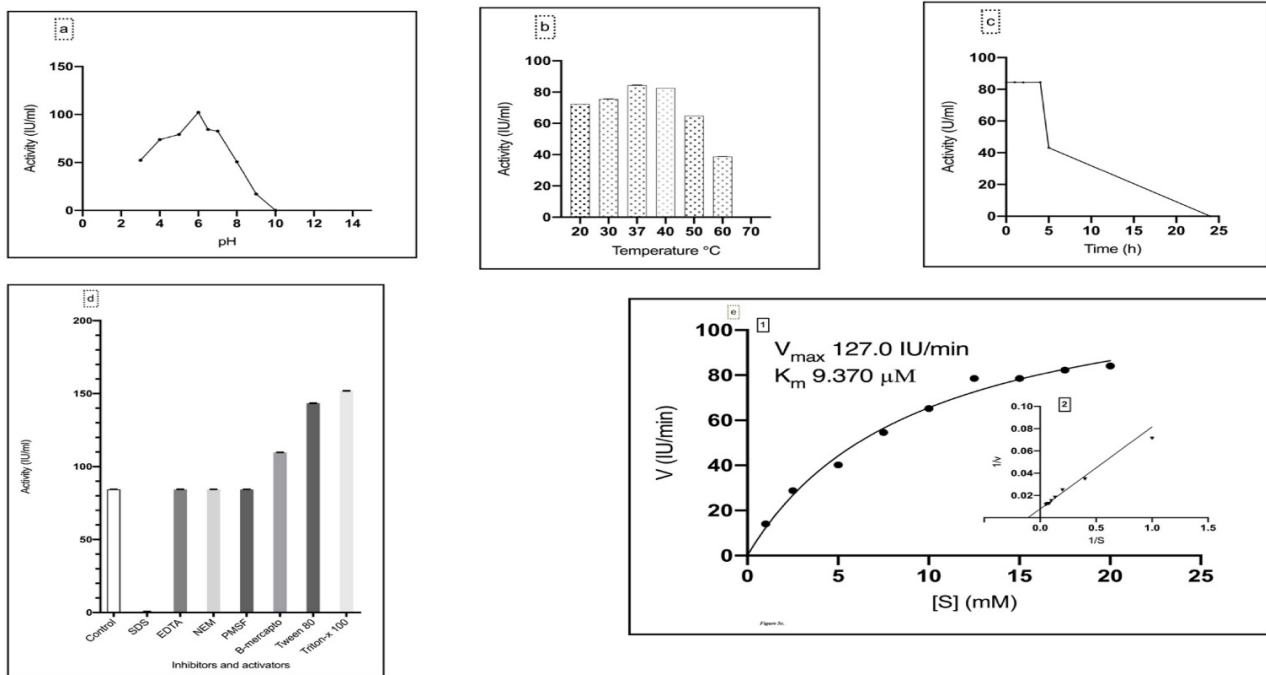 a
150
100
50
0
Activity (IU/ml)
0 2 4 6 8 10 12 14
pH
b
100
80
60
40
20
0
Activity (IU/ml)
20 30 37 40 50 60 70
Temperature °C
c
100
80
60
40
20
0
Activity (U/ml)
0 5 10 15 20 25
Time (h)
d
200
150
100
50
0
Activity (IU/ml)
Control
SDS
EDTA
NEM
PMSF
B-mercapto
Tween 80
Triton-x 100
Inhibitors and activators
e
1
Vmax 127.0 IU/min
Km 9.370 µM
100
80
60
40
20
0
V (IU/min)
0 5 10 15 20 25
[S] (mM)
2
0.10
0.08
0.06
0.04
0.02
1/v
0.0 0.5 1.0 1.5
1/S
Figure 5e.